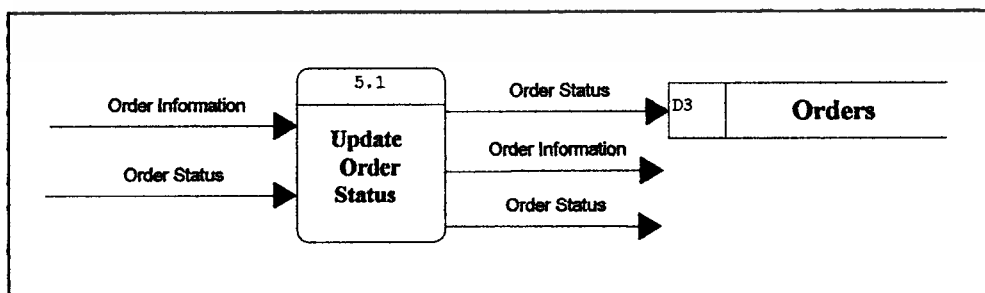 5.1
Order Information
Order Status
Update
Order
Status
Order Status
Order Information
Order Status
D3
Orders